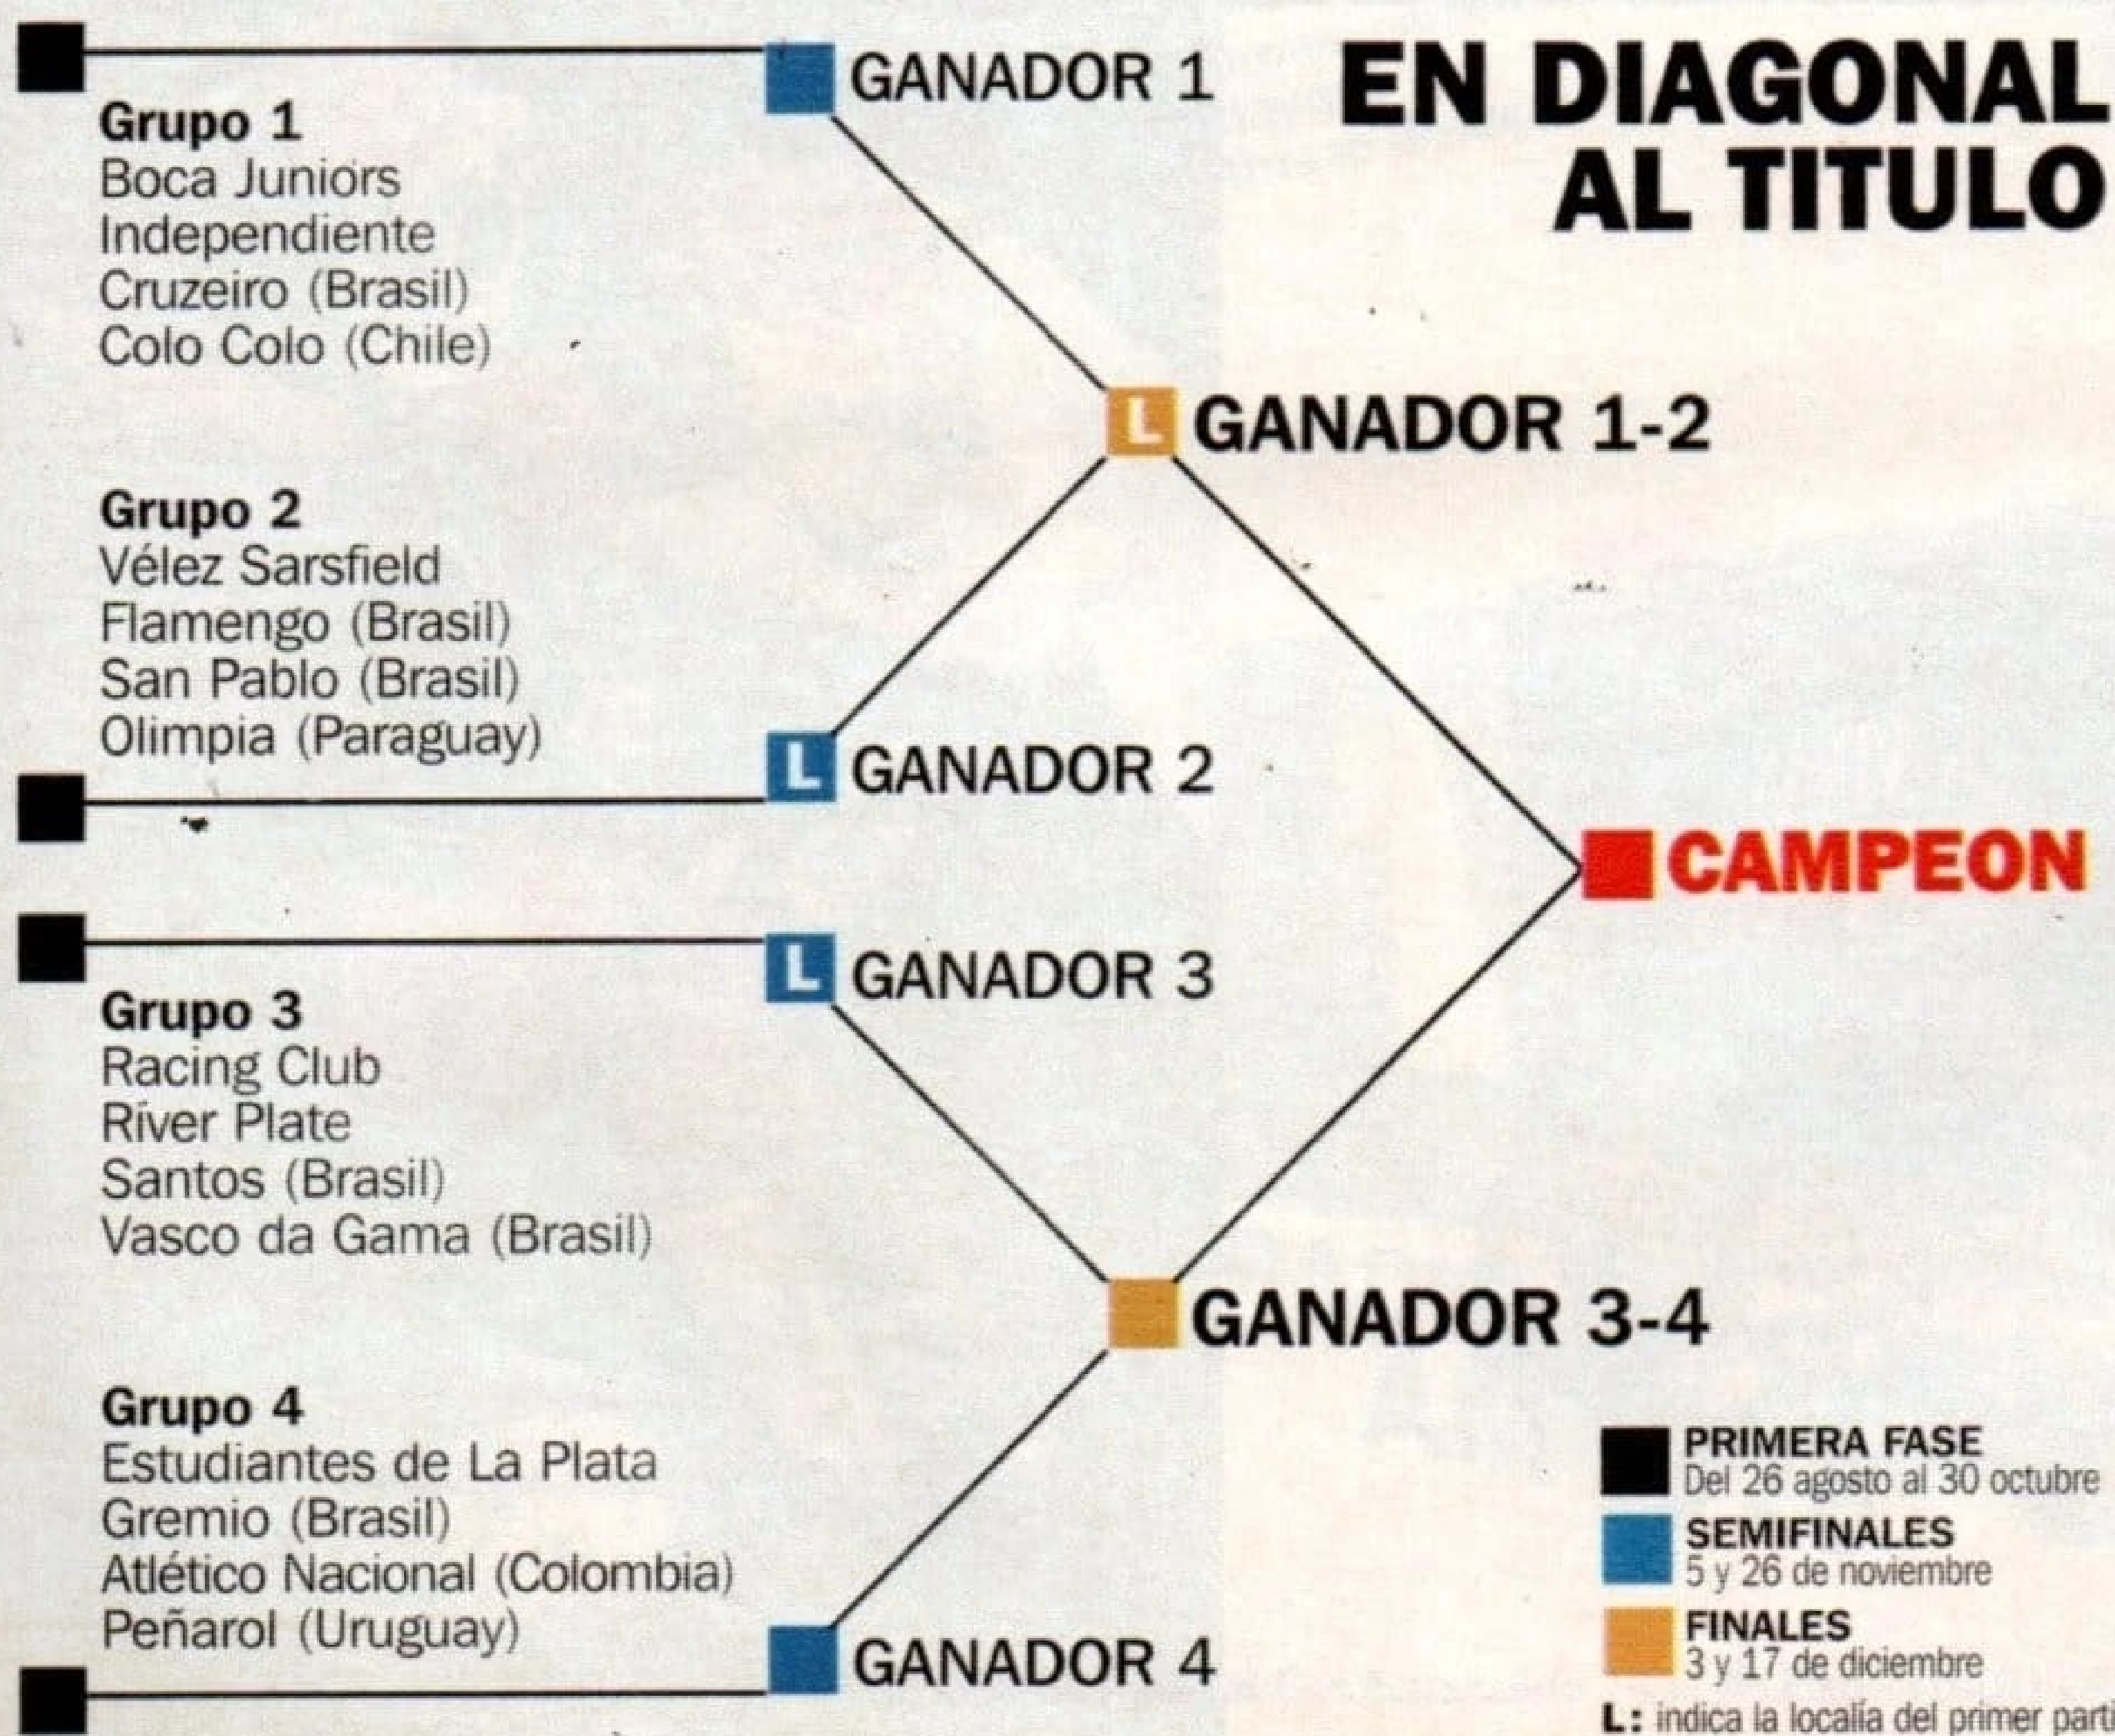 EN DIAGONAL
AL TITULO
GANADOR 1
Grupo 1
Boca Juniors
Independiente
Cruzeiro (Brasil)
Colo Colo (Chile)
L GANADOR 1-2
Grupo 2
Vélez Sarsfield
Flamengo (Brasil)
San Pablo (Brasil)
Olimpia (Paraguay)
L GANADOR 2
CAMPEON
L GANADOR 3
Grupo 3
Racing Club
River Plate
Santos (Brasil)
Vasco da Gama (Brasil)
GANADOR 3-4
Grupo 4
Estudiantes de La Plata
Gremio (Brasil)
Atlético Nacional (Colombia)
Peñarol (Uruguay)
GANADOR 4
PRIMERA FASE
Del 26 agosto al 30 octubre
SEMIFINALES
5 y 26 de noviembre
FINALES
3 y 17 de diciembre
L: indica la localía del primer parti